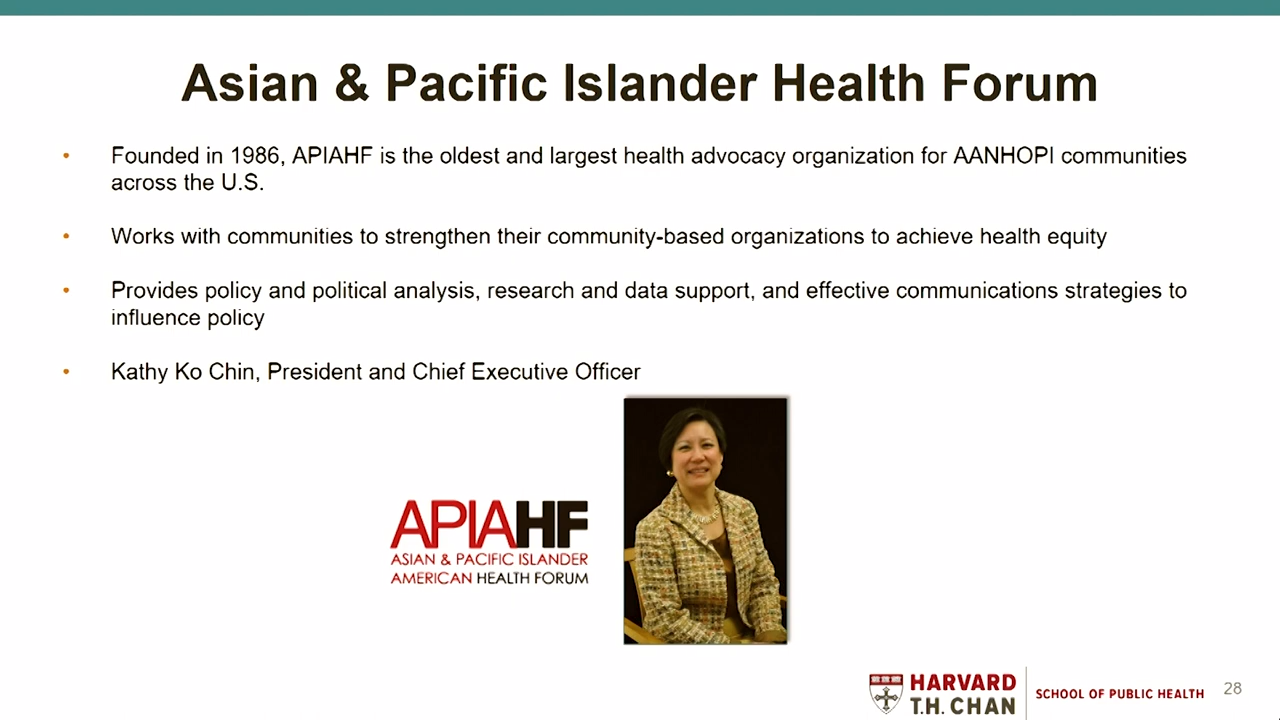 Asian & Pacific Islander Health Forum
• Founded in 1986, APIAHF is the oldest and largest health advocacy organization for AANHOPI communities
across the U.S.
• Works with communities to strengthen their community-based organizations to achieve health equity
• Provides policy and political analysis, research and data support, and effective communications strategies to
influence policy
• Kathy Ko Chin, President and Chief Executive Officer
APIAHF
ASIAN & PACIFIC ISLANDER
AMERICAN HEALTH FORUM
HARVARD
T.H. CHAN
SCHOOL OF PUBLIC HEALTH
28